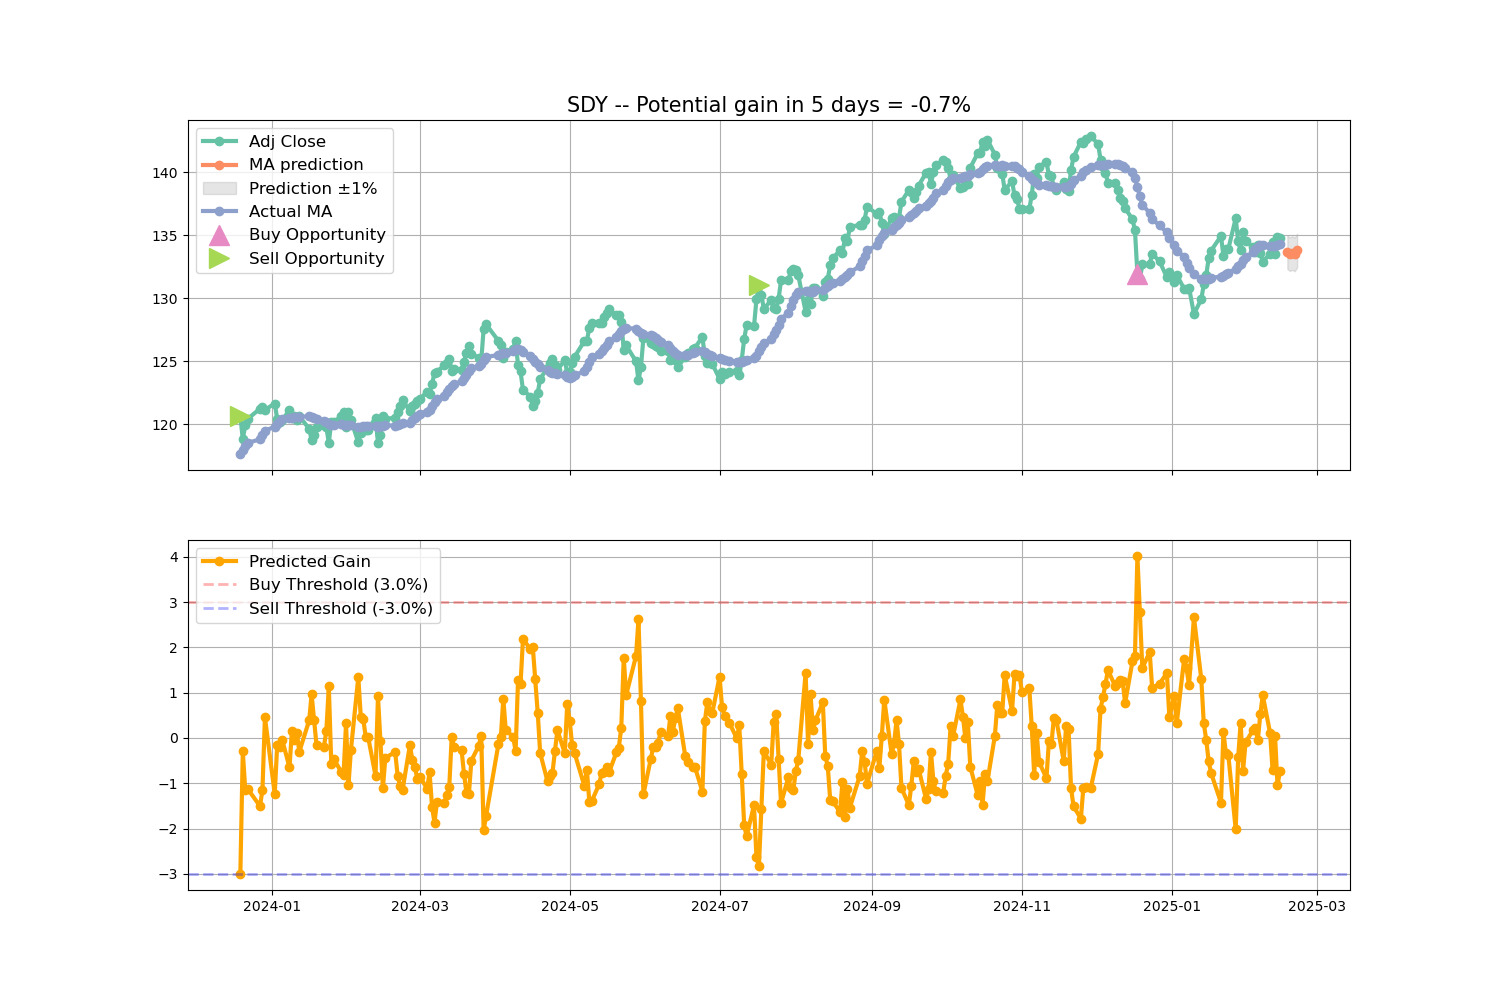 SDY -- Potential gain in 5 days = -0.7%
Adj Close
MA prediction
Prediction ±1%
Actual MA
Buy Opportunity
Sell Opportunity
140
135
130
125
120
Predicted Gain
Buy Threshold (3.0%)
Sell Threshold (-3.0%)
4
3
2
1
0
−1
−2
−3
2024-01 2024-03 2024-05 2024-07 2024-09 2024-11 2025-01 2025-03